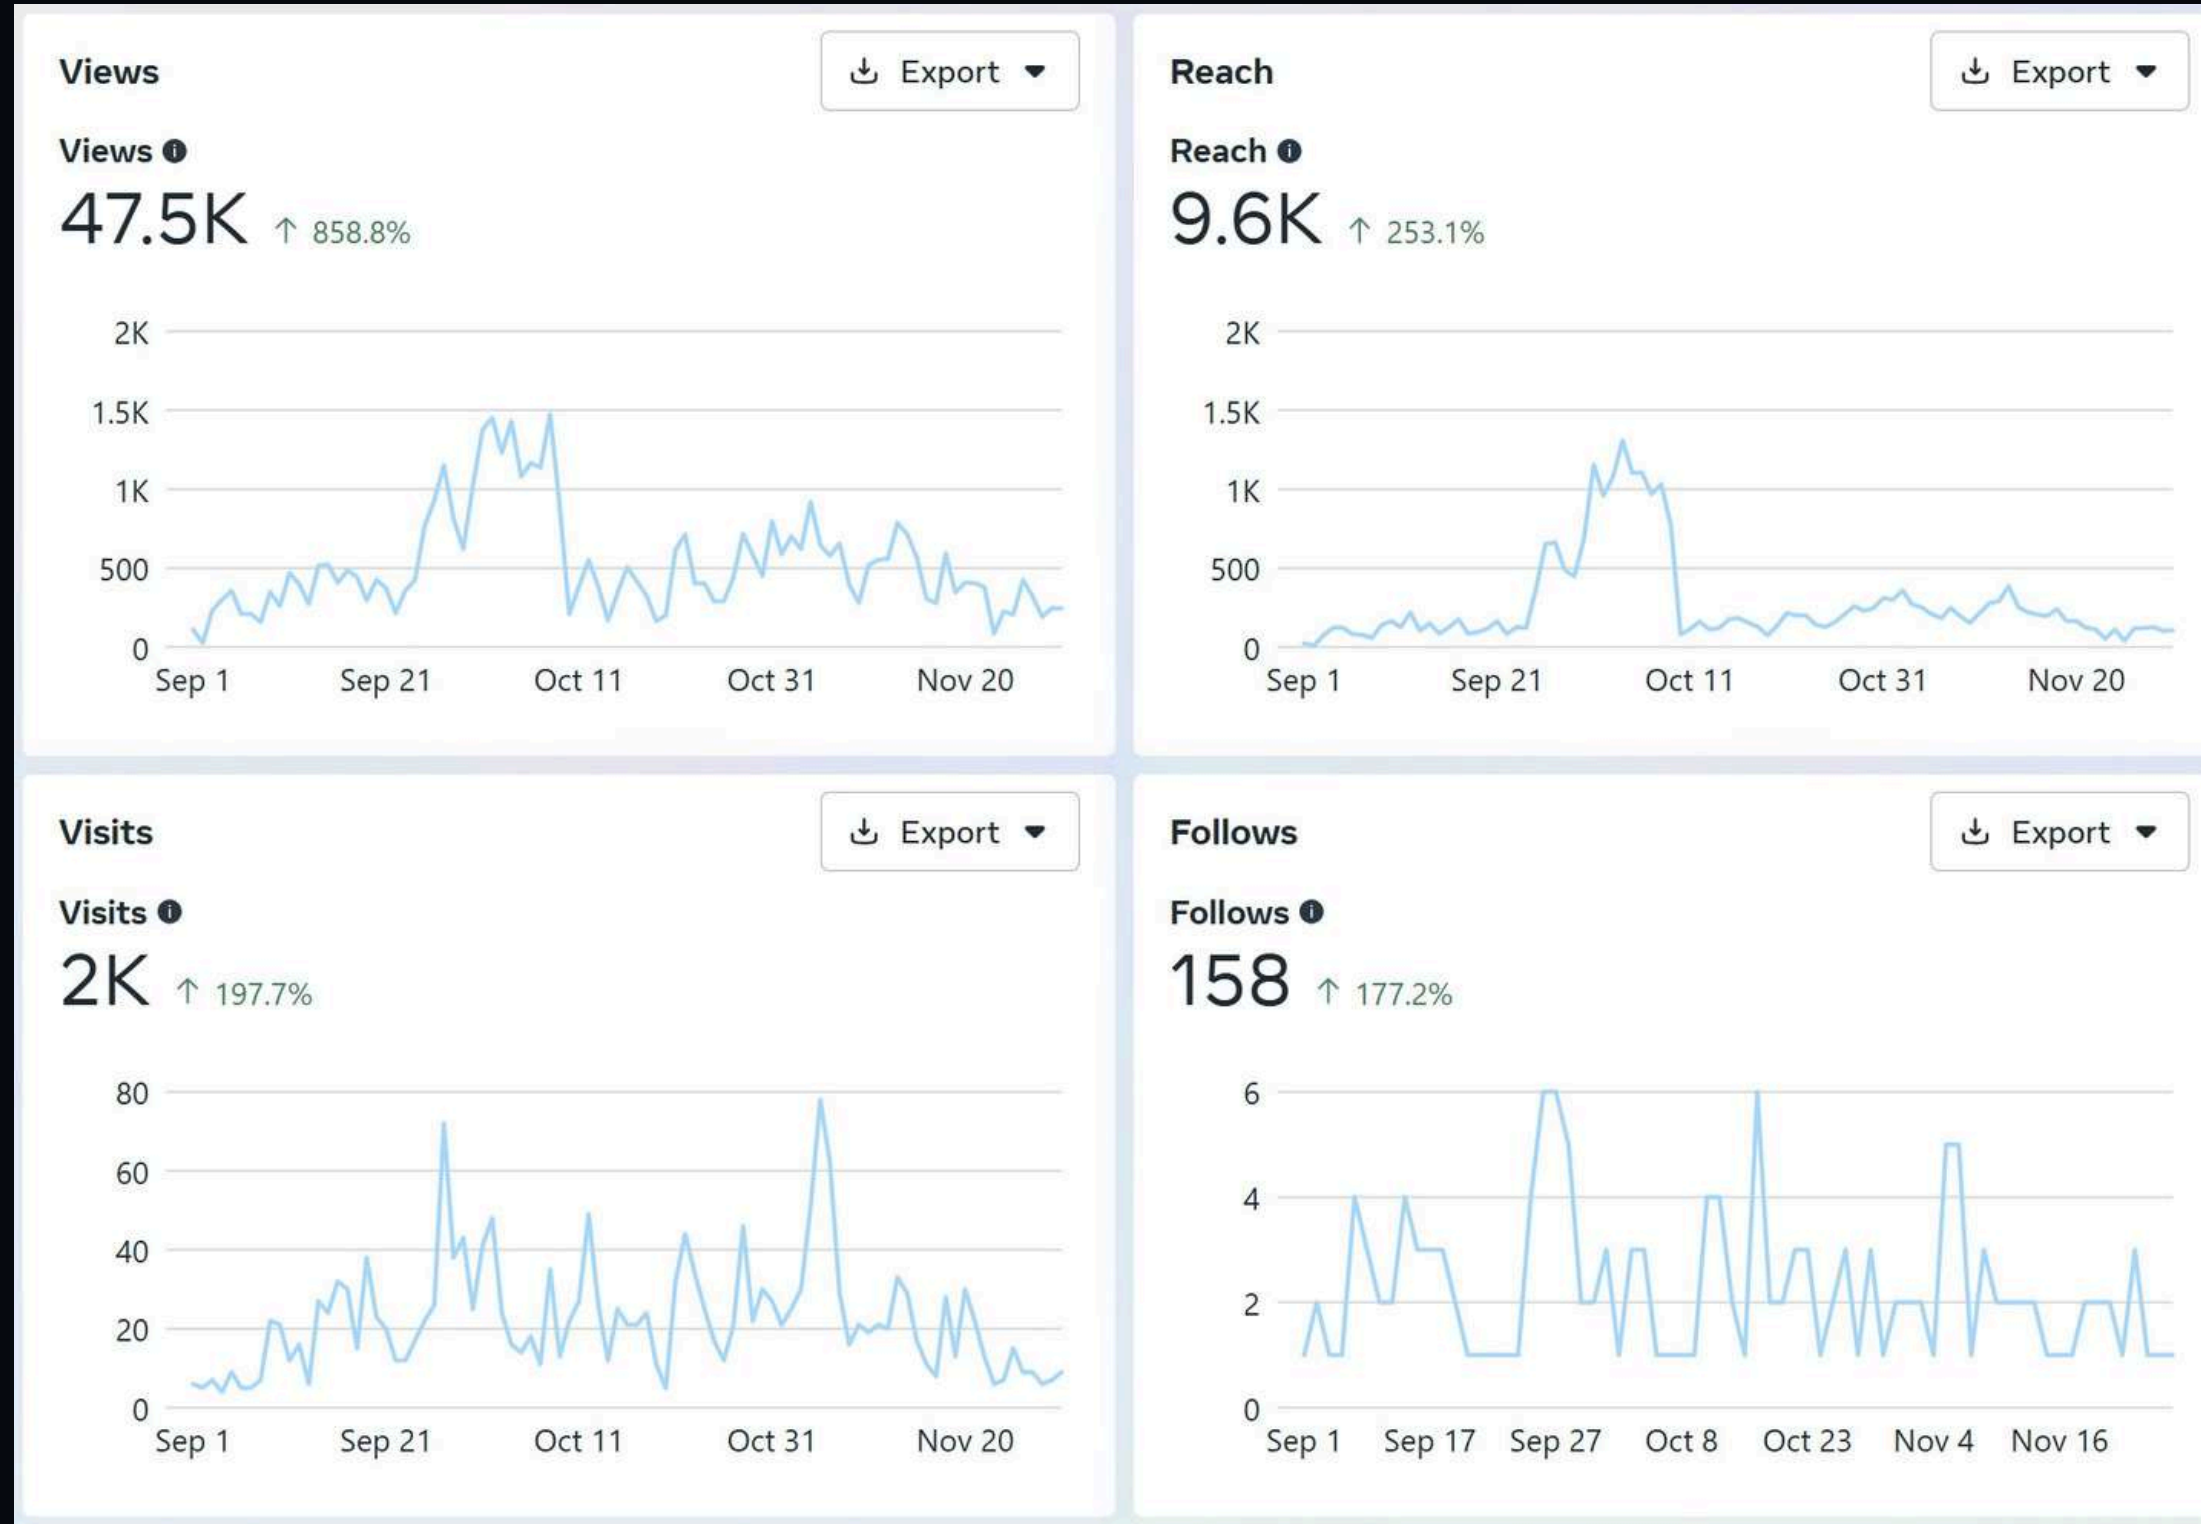 Views
Export
Views
47.5K ↑ 858.8%
2K
1.5K
1K
500
0
Sep 1 Sep 21 Oct 11 Oct 31 Nov 20
Reach
Export
Reach
9.6K ↑ 253.1%
2K
1.5K
1K
500
0
Sep 1 Sep 21 Oct 11 Oct 31 Nov 20
Visits
Export
Visits
2K ↑ 197.7%
80
60
40
20
0
Sep 1 Sep 21 Oct 11 Oct 31 Nov 20
Follows
Export
Follows
158 ↑ 177.2%
6
4
2
0
Sep 1 Sep 17 Sep 27 Oct 8 Oct 23 Nov 4 Nov 16